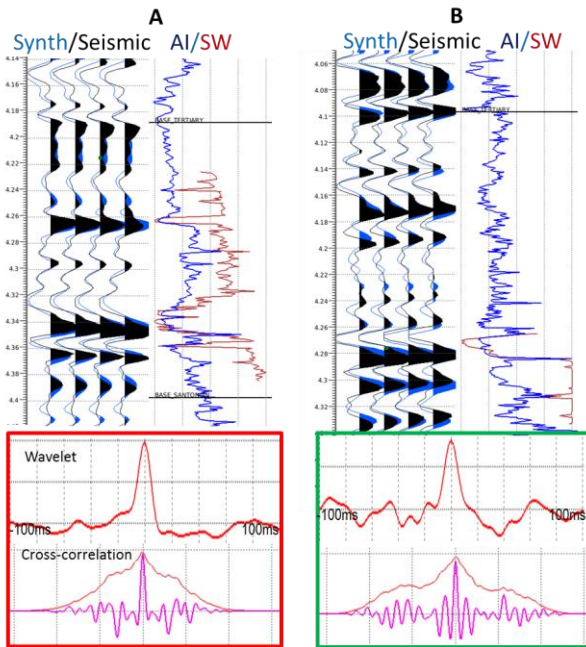 A
B
Synth/Seismic AI/SW
Synth/Seismic AI/SW
4.14
4.16
4.18
BASE_TERTIARY
4.2
4.22
4.24
4.26
4.28
4.3
4.32
4.34
4.36
4.38
4.4
4.06
4.08
4.1
BASE_TERTIARY
4.12
4.14
4.16
4.18
4.2
4.22
4.24
4.26
4.28
4.3
4.32
Wavelet
-100ms 100ms
Cross-correlation
-100ms 100ms